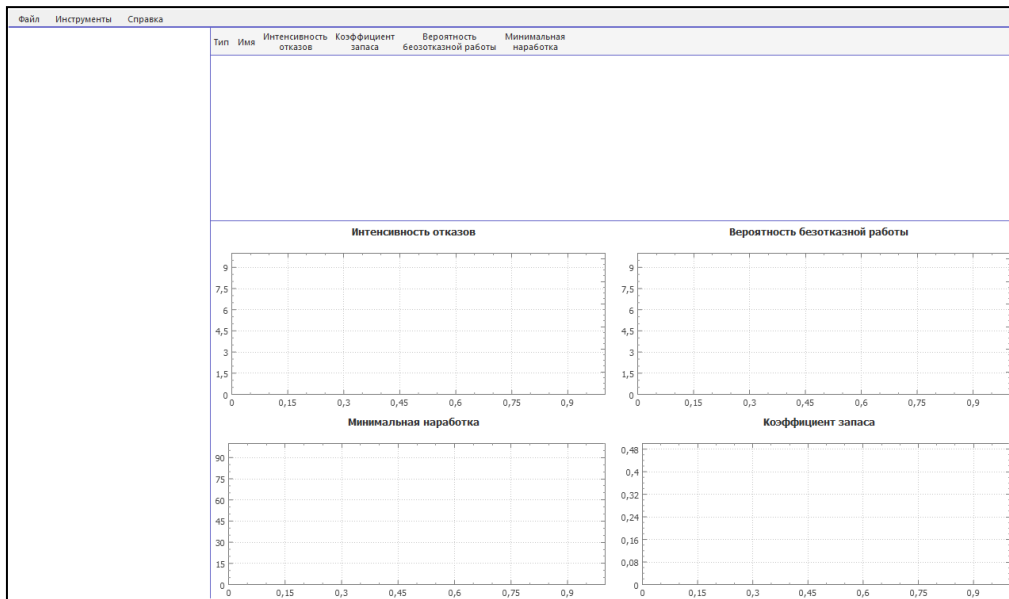 Файл Инструменты Справка
Тип Имя Интенсивность отказов Коэффициент запаса Вероятность беозотказной работы Минимальная наработка
Интенсивность отказов
9
7,5
6
4,5
3
1,5
0
0 0,15 0,3 0,45 0,6 0,75 0,9
Вероятность безотказной работы
9
7,5
6
4,5
3
1,5
0
0 0,15 0,3 0,45 0,6 0,75 0,9
Минимальная наработка
90
75
60
45
30
15
0
0 0,15 0,3 0,45 0,6 0,75 0,9
Коэффициент запаса
0,48
0,4
0,32
0,24
0,16
0,08
0
0 0,15 0,3 0,45 0,6 0,75 0,9